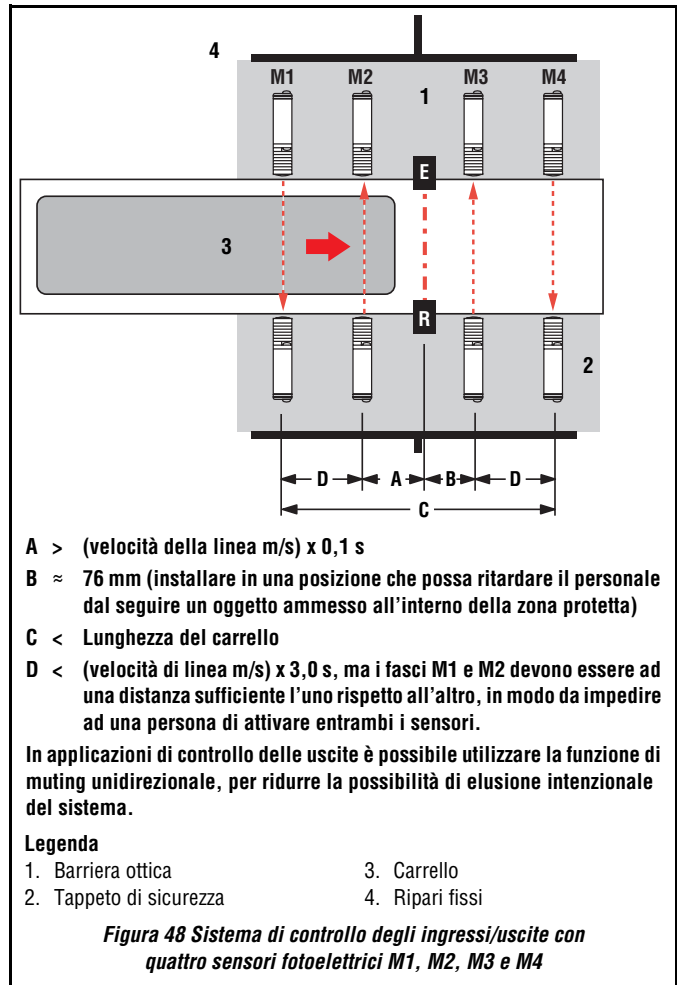 4
M1 M2 M3 M4
1
E
3
R
2
D A B D
C
A > (velocità della linea m/s) x 0,1 s
B ≈ 76 mm (installare in una posizione che possa ritardare il personale
dal seguire un oggetto ammesso all'interno della zona protetta)
C < Lunghezza del carrello
D < (velocità di linea m/s) x 3,0 s, ma i fasci M1 e M2 devono essere ad
una distanza sufficiente l'uno rispetto all'altro, in modo da impedire
ad una persona di attivare entrambi i sensori.
In applicazioni di controllo delle uscite è possibile utilizzare la funzione di
muting unidirezionale, per ridurre la possibilità di elusione intenzionale
del sistema.
Legenda
1. Barriera ottica
2. Tappeto di sicurezza
3. Carrello
4. Ripari fissi
Figura 48 Sistema di controllo degli ingressi/uscite con
quattro sensori fotoelettrici M1, M2, M3 e M4